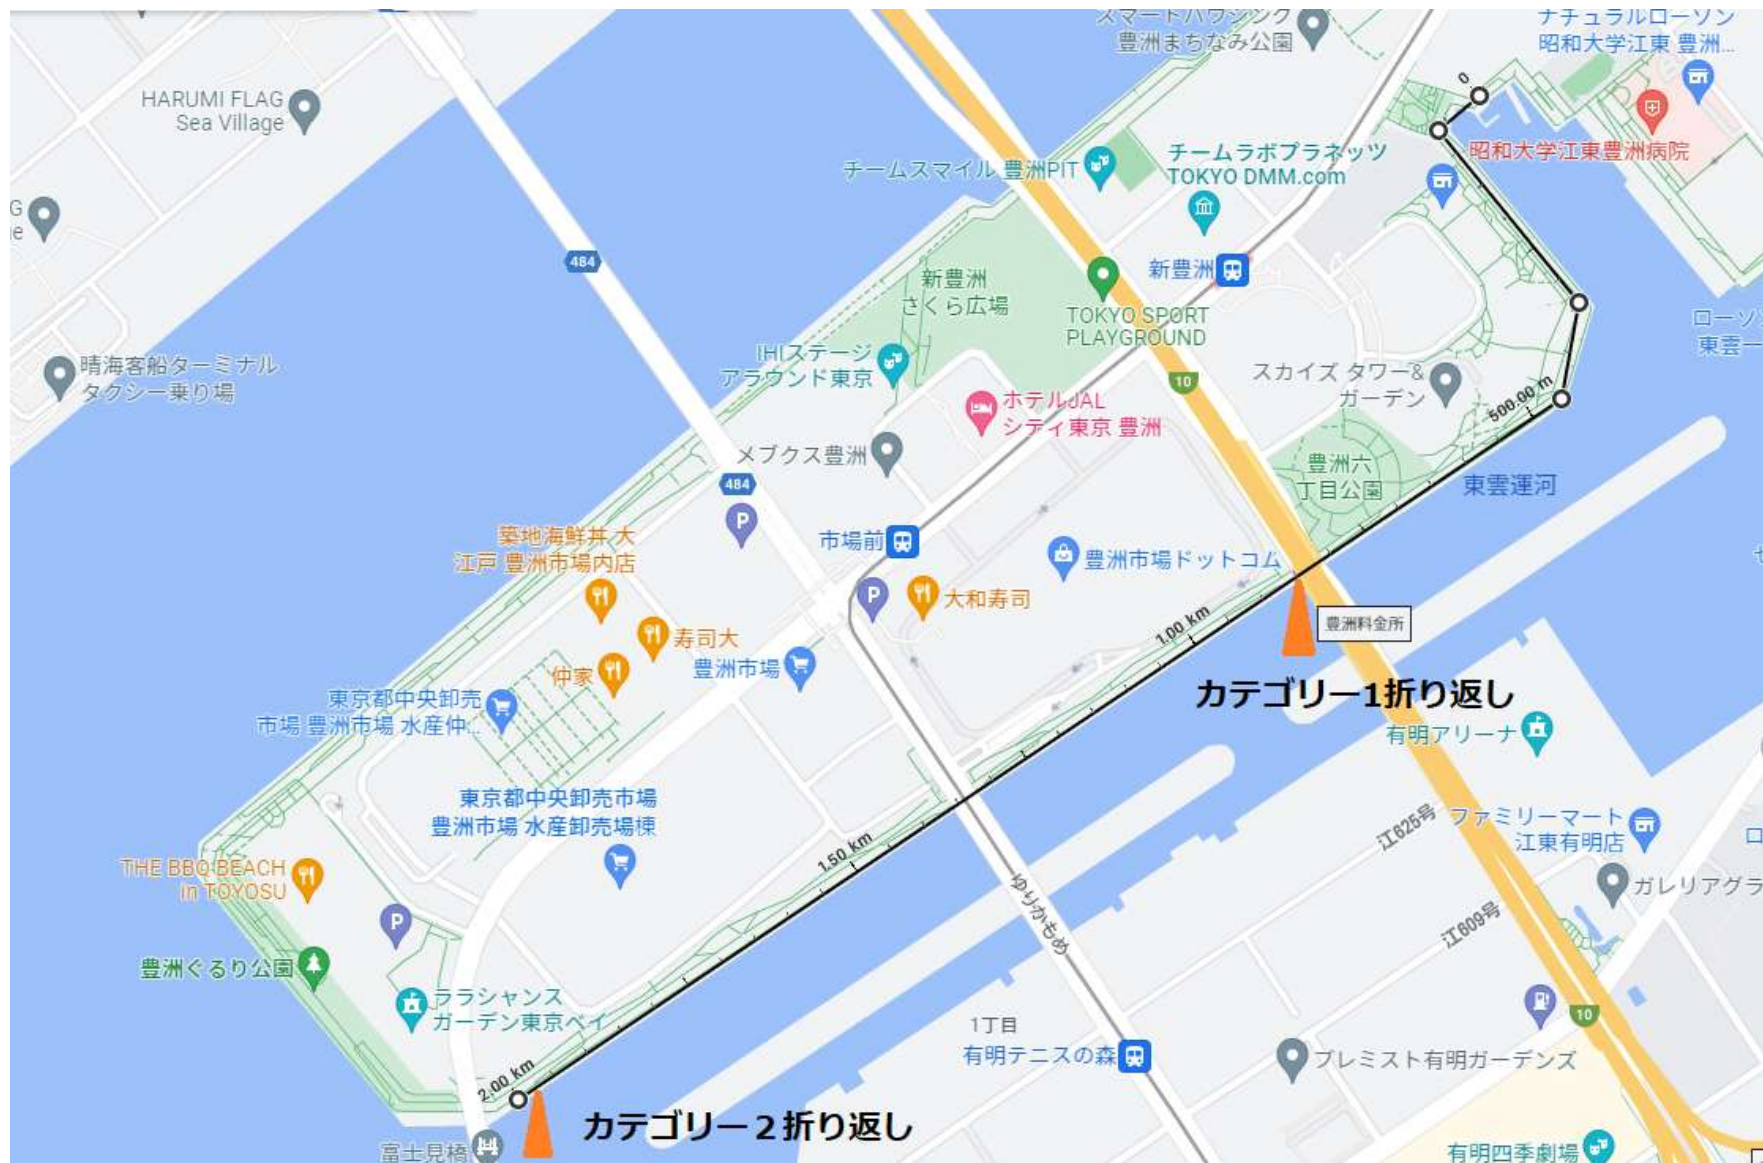 スマートハウジング
豊洲まちなみ公園
ナチュラルローソン
昭和大学江東 豊洲...
HARUMI FLAG
Sea Village
0
昭和大学江東豊洲病院
チームスマイル 豊洲PIT
チームラボプラネッツ
TOKYO DMM.com
484
新豊洲
新豊洲
さくら広場
TOKYO SPORT
PLAYGROUND
IHIステージ
アラウンド東京
晴海客船ターミナル
タクシー乗り場
10
スカイズ タワー&
ガーデン
500.00 m
ホテルJAL
シティ東京 豊洲
メブクス豊洲
484
P
豊洲六
丁目公園
東雲運河
築地海鮮丼 大
江戸 豊洲市場内店
市場前
豊洲市場ドットコム
P
大和寿司
1.00 km
豊洲料金所
寿司大
仲家
豊洲市場
カテゴリー1折り返し
東京都中央卸売
市場 豊洲市場 水産仲...
有明アリーナ
東京都中央卸売市場
豊洲市場 水産卸売場棟
1.50 km
江625号
ファミリーマート
江東有明店
THE BBQ BEACH
in TOYOSU
P
ゆりかもめ
江609号
豊洲ぐるり公園
ララシャンス
ガーデン東京ベイ
1丁目
有明テニスの森
10
プレミスト有明ガーデンズ
2.00 km
カテゴリー２折り返し
富士見橋
有明四季劇場